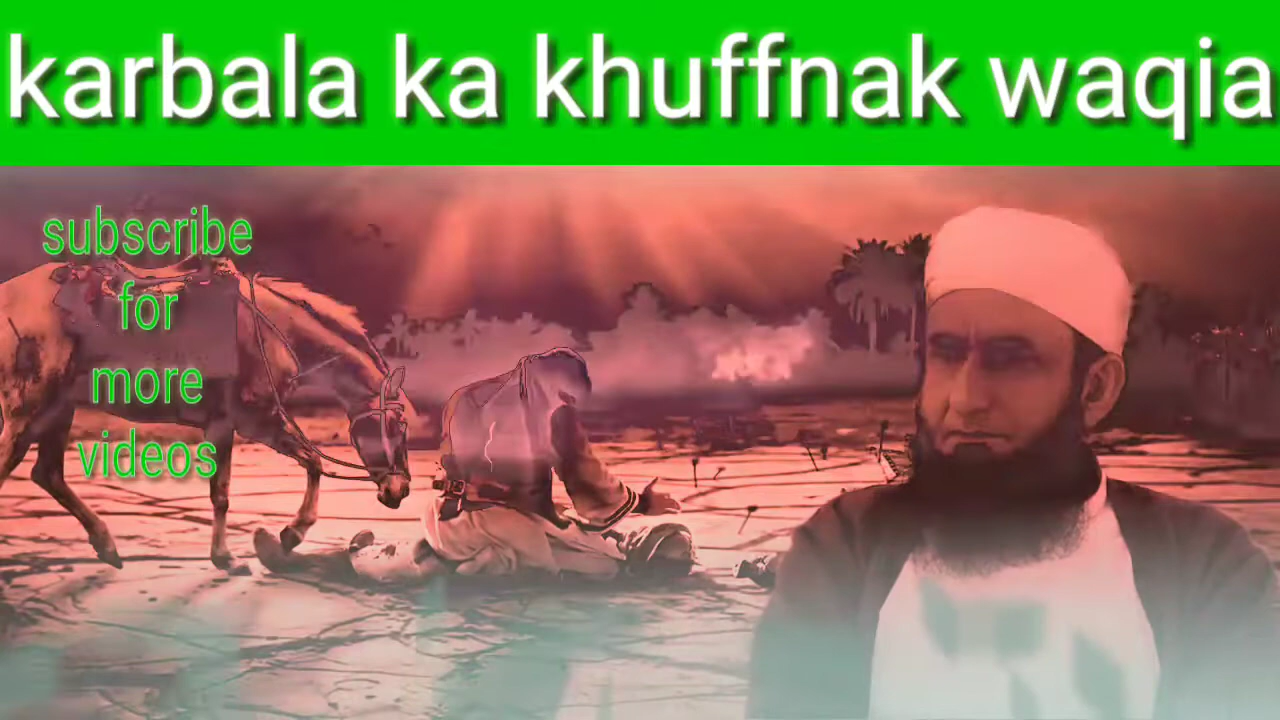 karbala ka khuffnak waqia
subscribe
for
more
videos